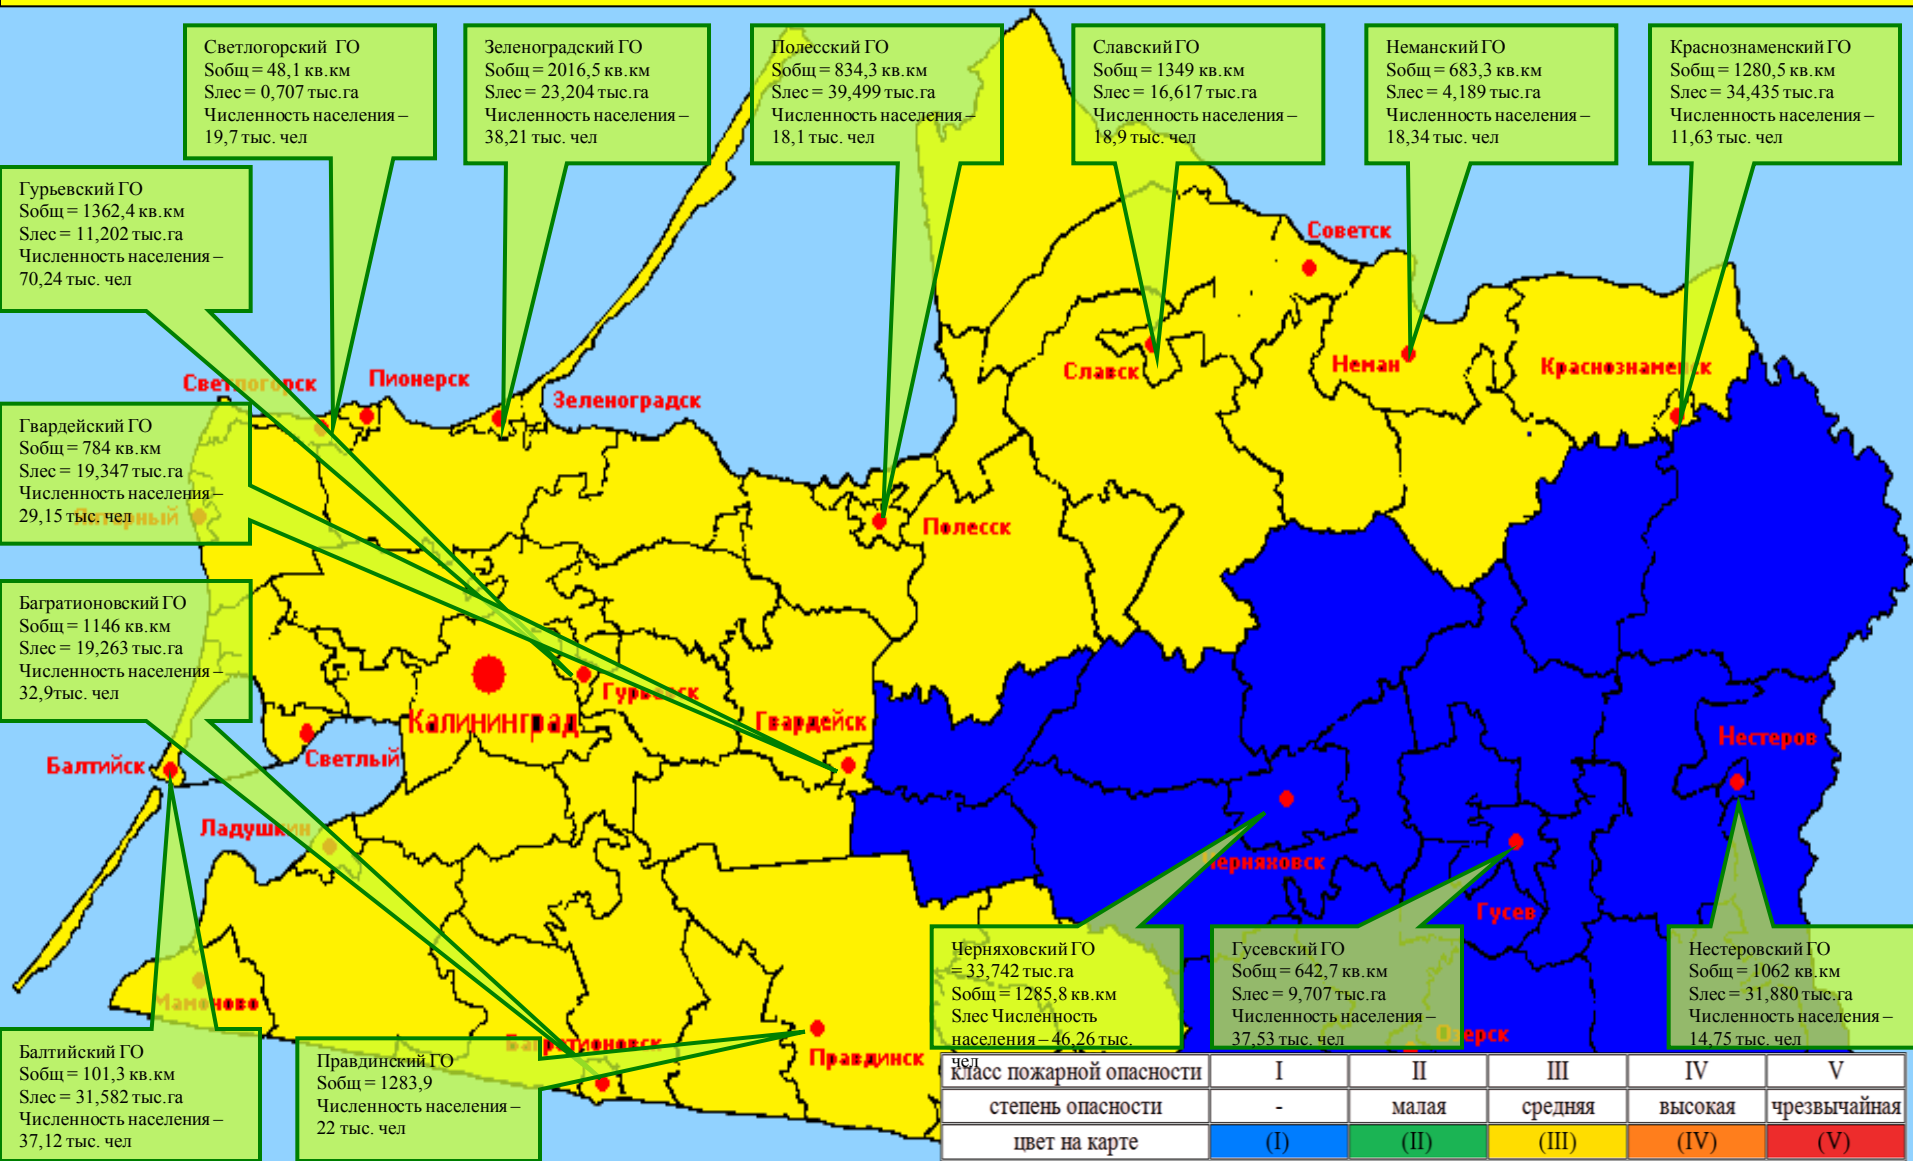 Светлогорский ГО
Sобщ = 48,1 кв.км
Sлес = 0,707 тыс.га
Численность населения –
19,7 тыс. чел
Зеленоградский ГО
Sобщ = 2016,5 кв.км
Sлес = 23,204 тыс.га
Численность населения –
38,21 тыс. чел
Полесский ГО
Sобщ = 834,3 кв.км
Sлес = 39,499 тыс.га
Численность населения –
18,1 тыс. чел
Славский ГО
Sобщ = 1349 кв.км
Sлес = 16,617 тыс.га
Численность населения –
18,9 тыс. чел
Неманский ГО
Sобщ = 683,3 кв.км
Sлес = 4,189 тыс.га
Численность населения –
18,34 тыс. чел
Краснознаменский ГО
Sобщ = 1280,5 кв.км
Sлес = 34,435 тыс.га
Численность населения –
11,63 тыс. чел
Гурьевский ГО
Sобщ = 1362,4 кв.км
Sлес = 11,202 тыс.га
Численность населения –
70,24 тыс. чел
Советск
Светлогорск
Пионерск
Зеленоградск
Славск
Неман
Краснознаменск
Гвардейский ГО
Sобщ = 784 кв.км
Sлес = 19,347 тыс.га
Численность населения –
29,15 тыс. чел
Янтарный
Полесск
Багратионовский ГО
Sобщ = 1146 кв.км
Sлес = 19,263 тыс.га
Численность населения –
32,9тыс. чел
Гурьевск
Калининград
Гвардейск
Нестеров
Светлый
Балтийск
Ладушкин
Черняховск
Гусев
Мамоново
Багратионовск
Правдинск
Озерск
Черняховский ГО
= 33,742 тыс.га
Sобщ = 1285,8 кв.км
Sлес Численность
населения – 46,26 тыс.
чел
Гусевский ГО
Sобщ = 642,7 кв.км
Sлес = 9,707 тыс.га
Численность населения –
37,53 тыс. чел
Нестеровский ГО
Sобщ = 1062 кв.км
Sлес = 31,880 тыс.га
Численность населения –
14,75 тыс. чел
Балтийский ГО
Sобщ = 101,3 кв.км
Sлес = 31,582 тыс.га
Численность населения –
37,12 тыс. чел
Правдинский ГО
Sобщ = 1283,9
Численность населения –
22 тыс. чел
класс пожарной опасности I II III IV V
степень опасности - малая средняя высокая чрезвычайная
цвет на карте (I) (II) (III) (IV) (V)